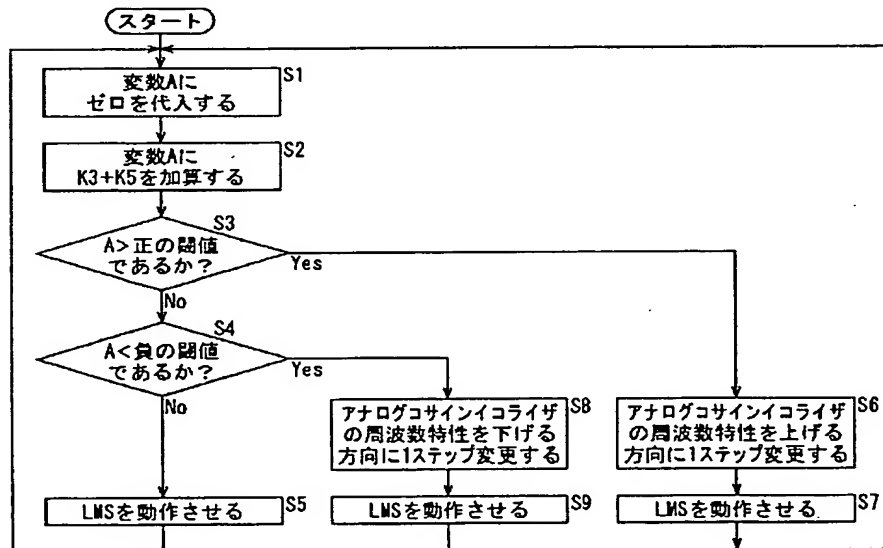 スタート
変数Aに
ゼロを代入する
S1
変数Aに
K3+K5を加算する
S2
A>正の閾値
であるか?
S3
Yes
No
A<負の閾値
であるか?
S4
Yes
No
アナログコサインイコライザ
の周波数特性を下げる
方向に1ステップ変更する
S8
アナログコサインイコライザ
の周波数特性を上げる
方向に1ステップ変更する
S6
LMSを動作させる
S5
LMSを動作させる
S9
LMSを動作させる
S7